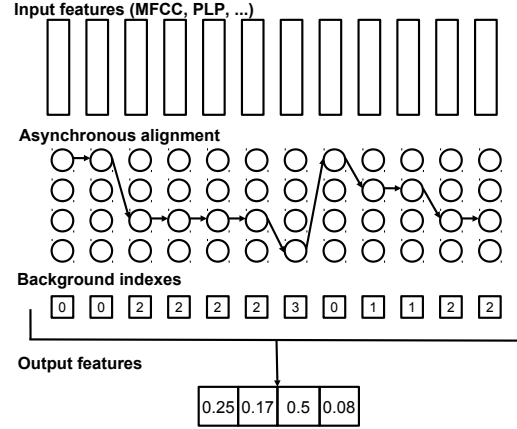 Input features (MFCC, PLP, ...)
Asynchronous alignment
Background indexes
0 0 2 2 2 2 3 0 1 1 2 2
Output features
0.25 0.17 0.5 0.08